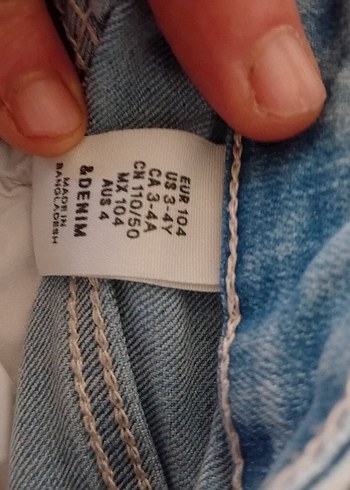 EUR 104
US 3-4Y
CA 3-4A
CN 110/50
MX 104
AUS 4
&DENIM
MADE IN
BANGLADESH